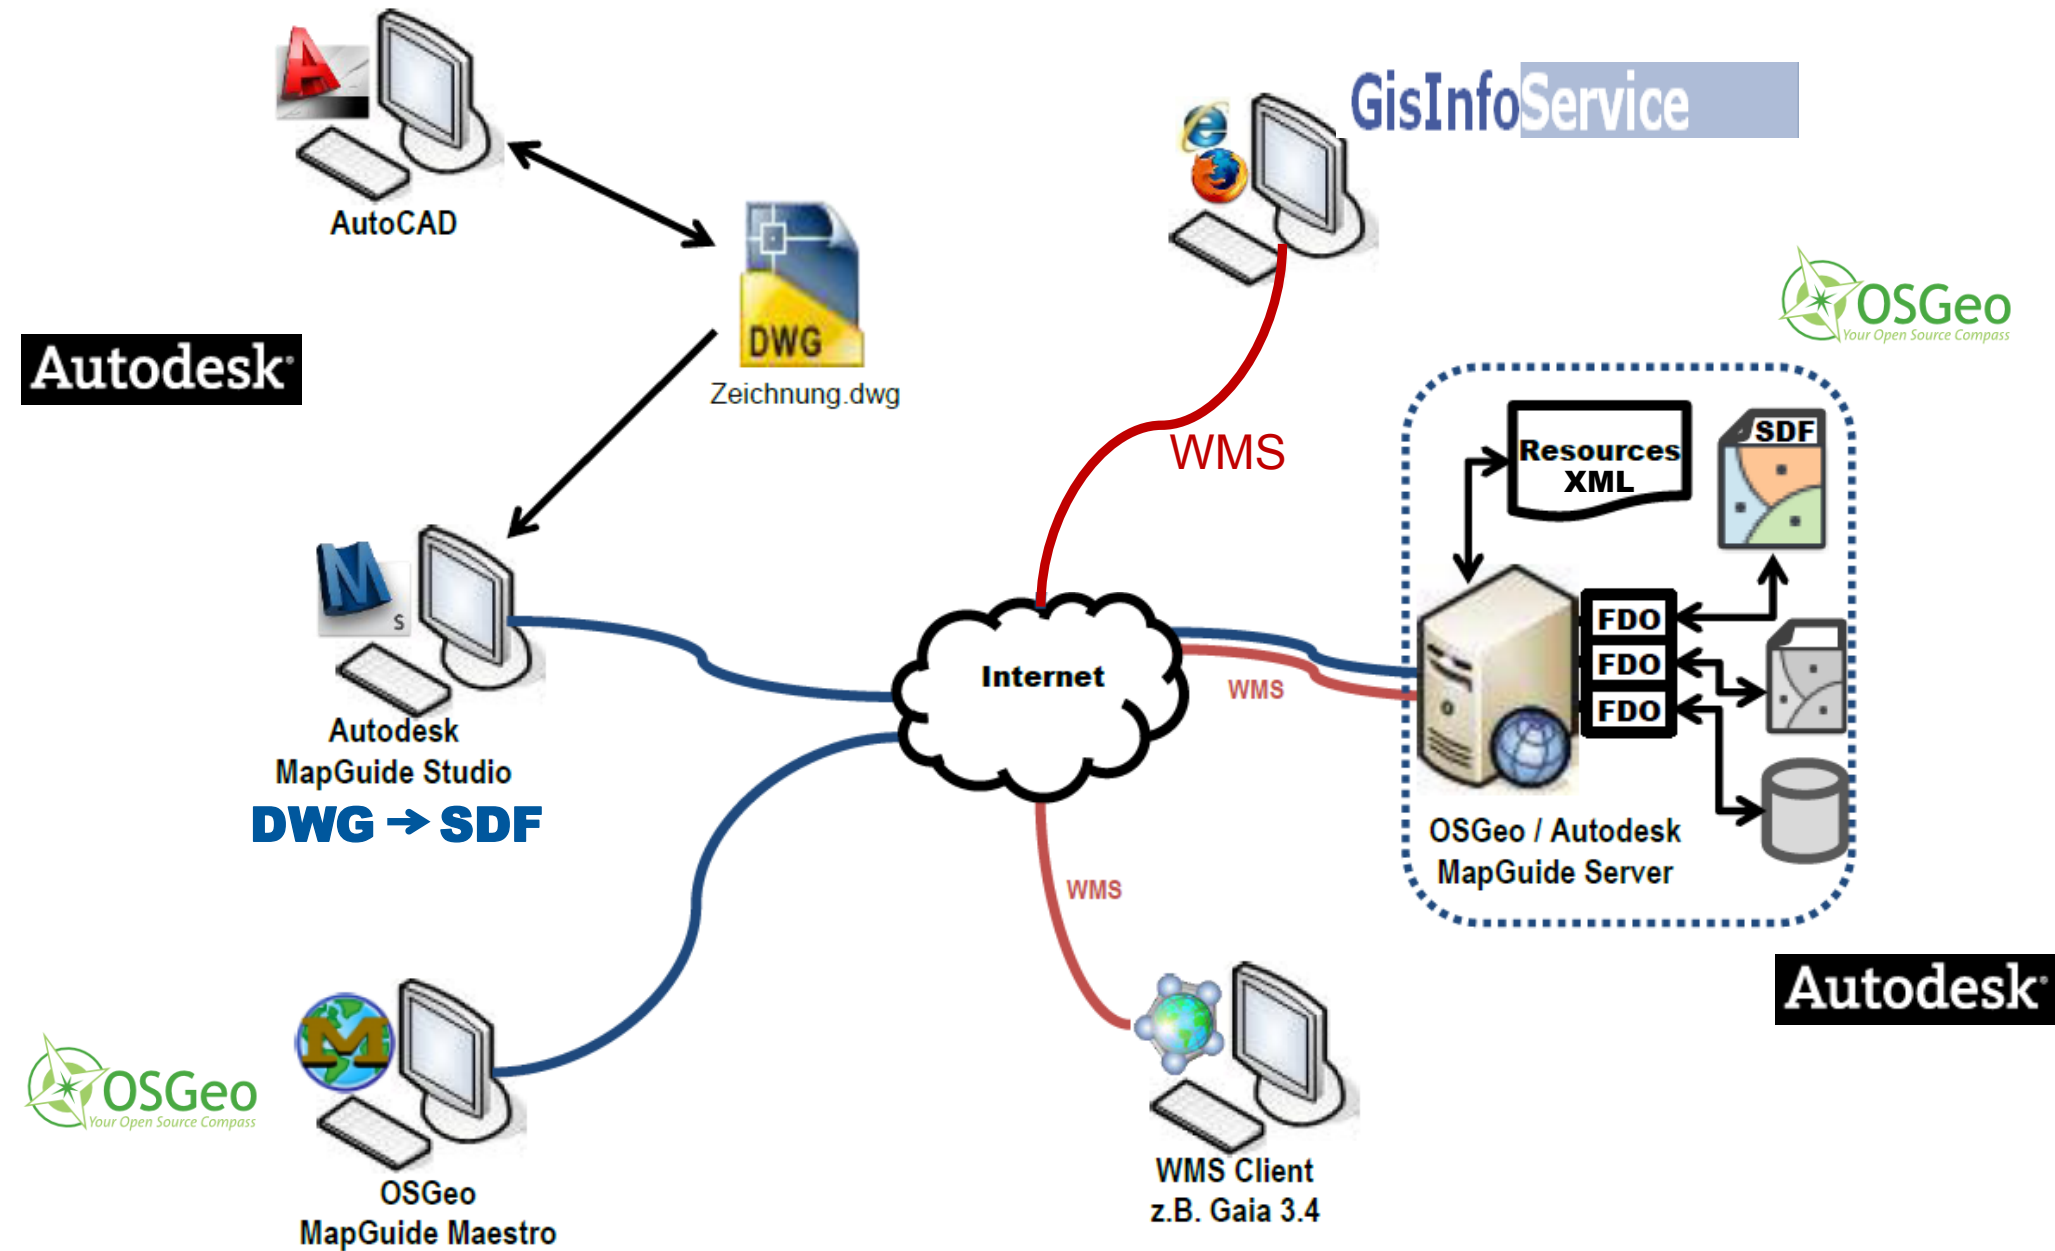 AutoCAD
DWG
Zeichnung.dwg
Autodesk
GisInfoService
WMS
OSGeo
Your Open Source Compass
Resources
XML
SDF
FDO
FDO
FDO
OSGeo / Autodesk
MapGuide Server
Internet
WMS
S
Autodesk
MapGuide Studio
DWG → SDF
WMS
Autodesk
M
OSGeo
Your Open Source Compass
OSGeo
MapGuide Maestro
WMS Client
z.B. Gaia 3.4